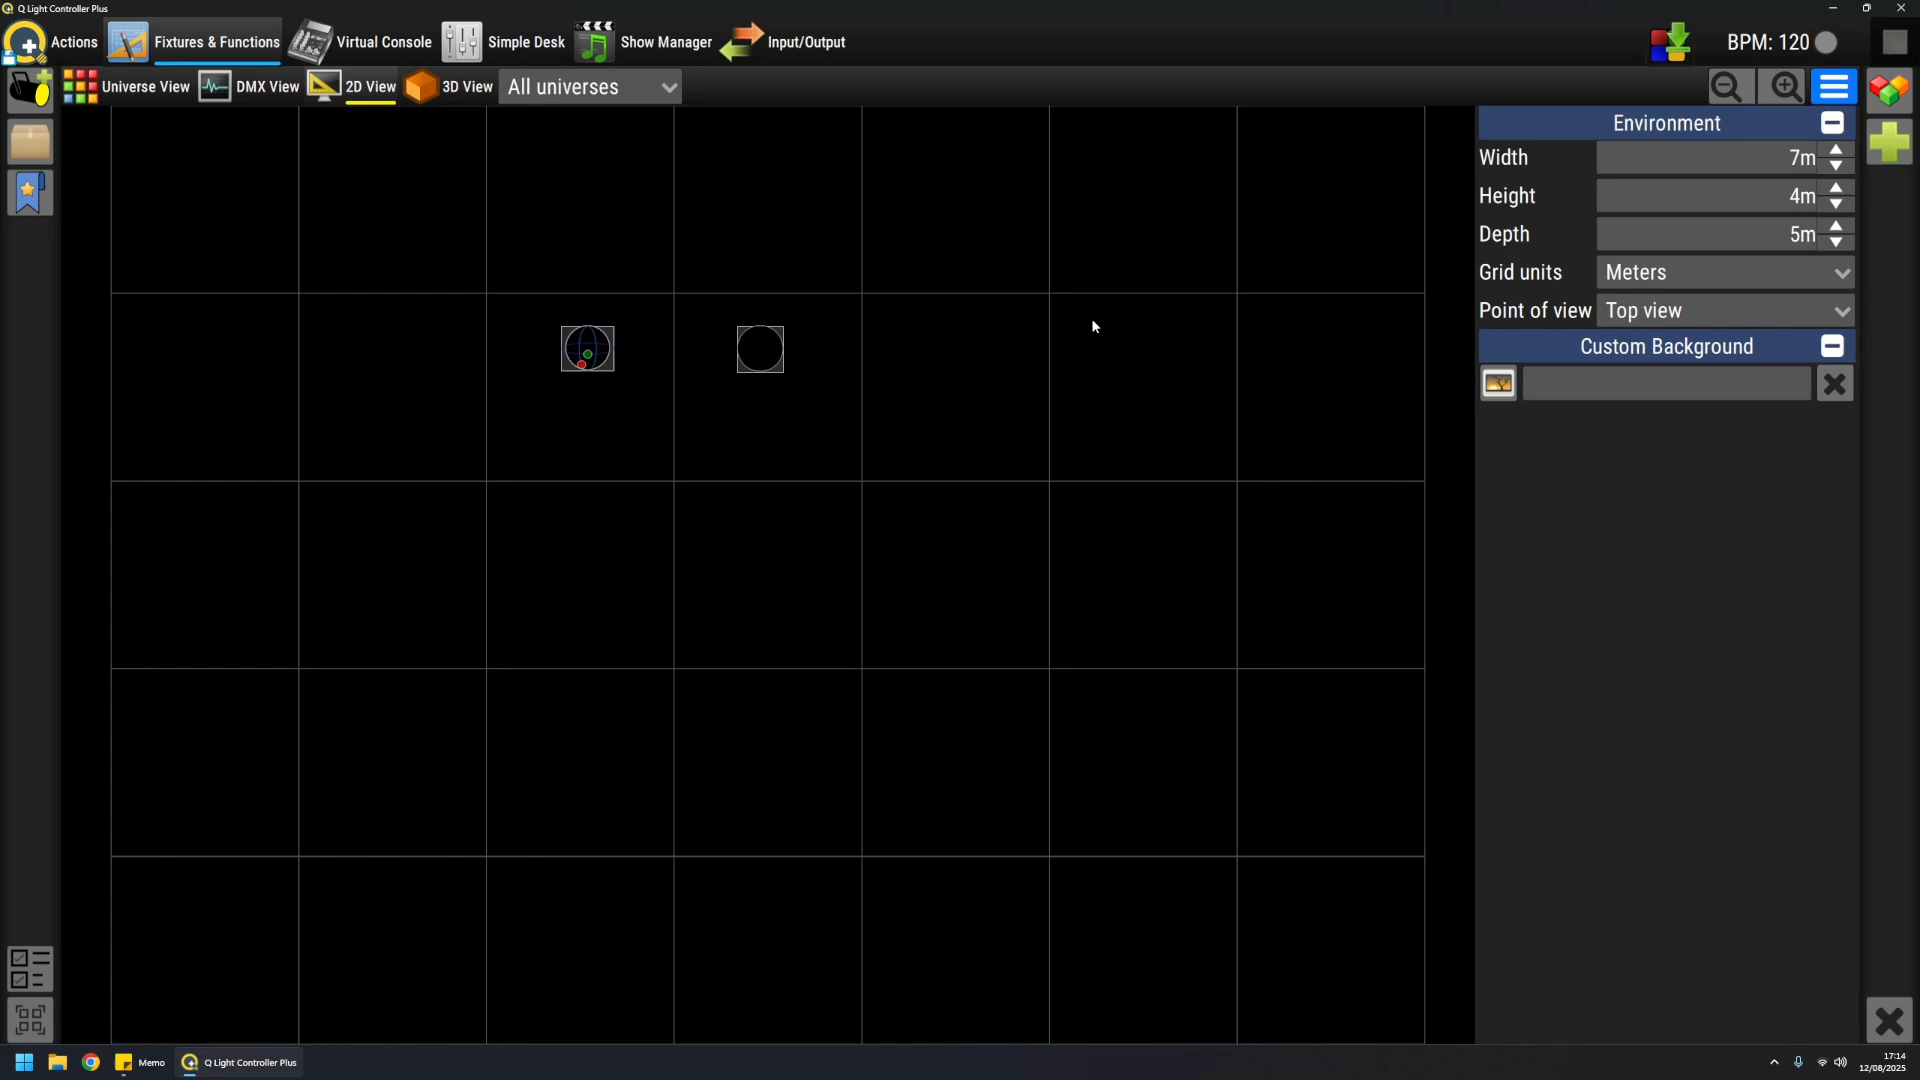 Q Light Controller Plus
Actions Fixtures & Functions Virtual Console Simple Desk Show Manager Input/Output BPM: 120
Universe View DMX View 2D View 3D View All universes
Environment
Width 7m
Height 4m
Depth 5m
Grid units Meters
Point of view Top view
Custom Background
Memo Q Light Controller Plus
17:14
12/08/2025